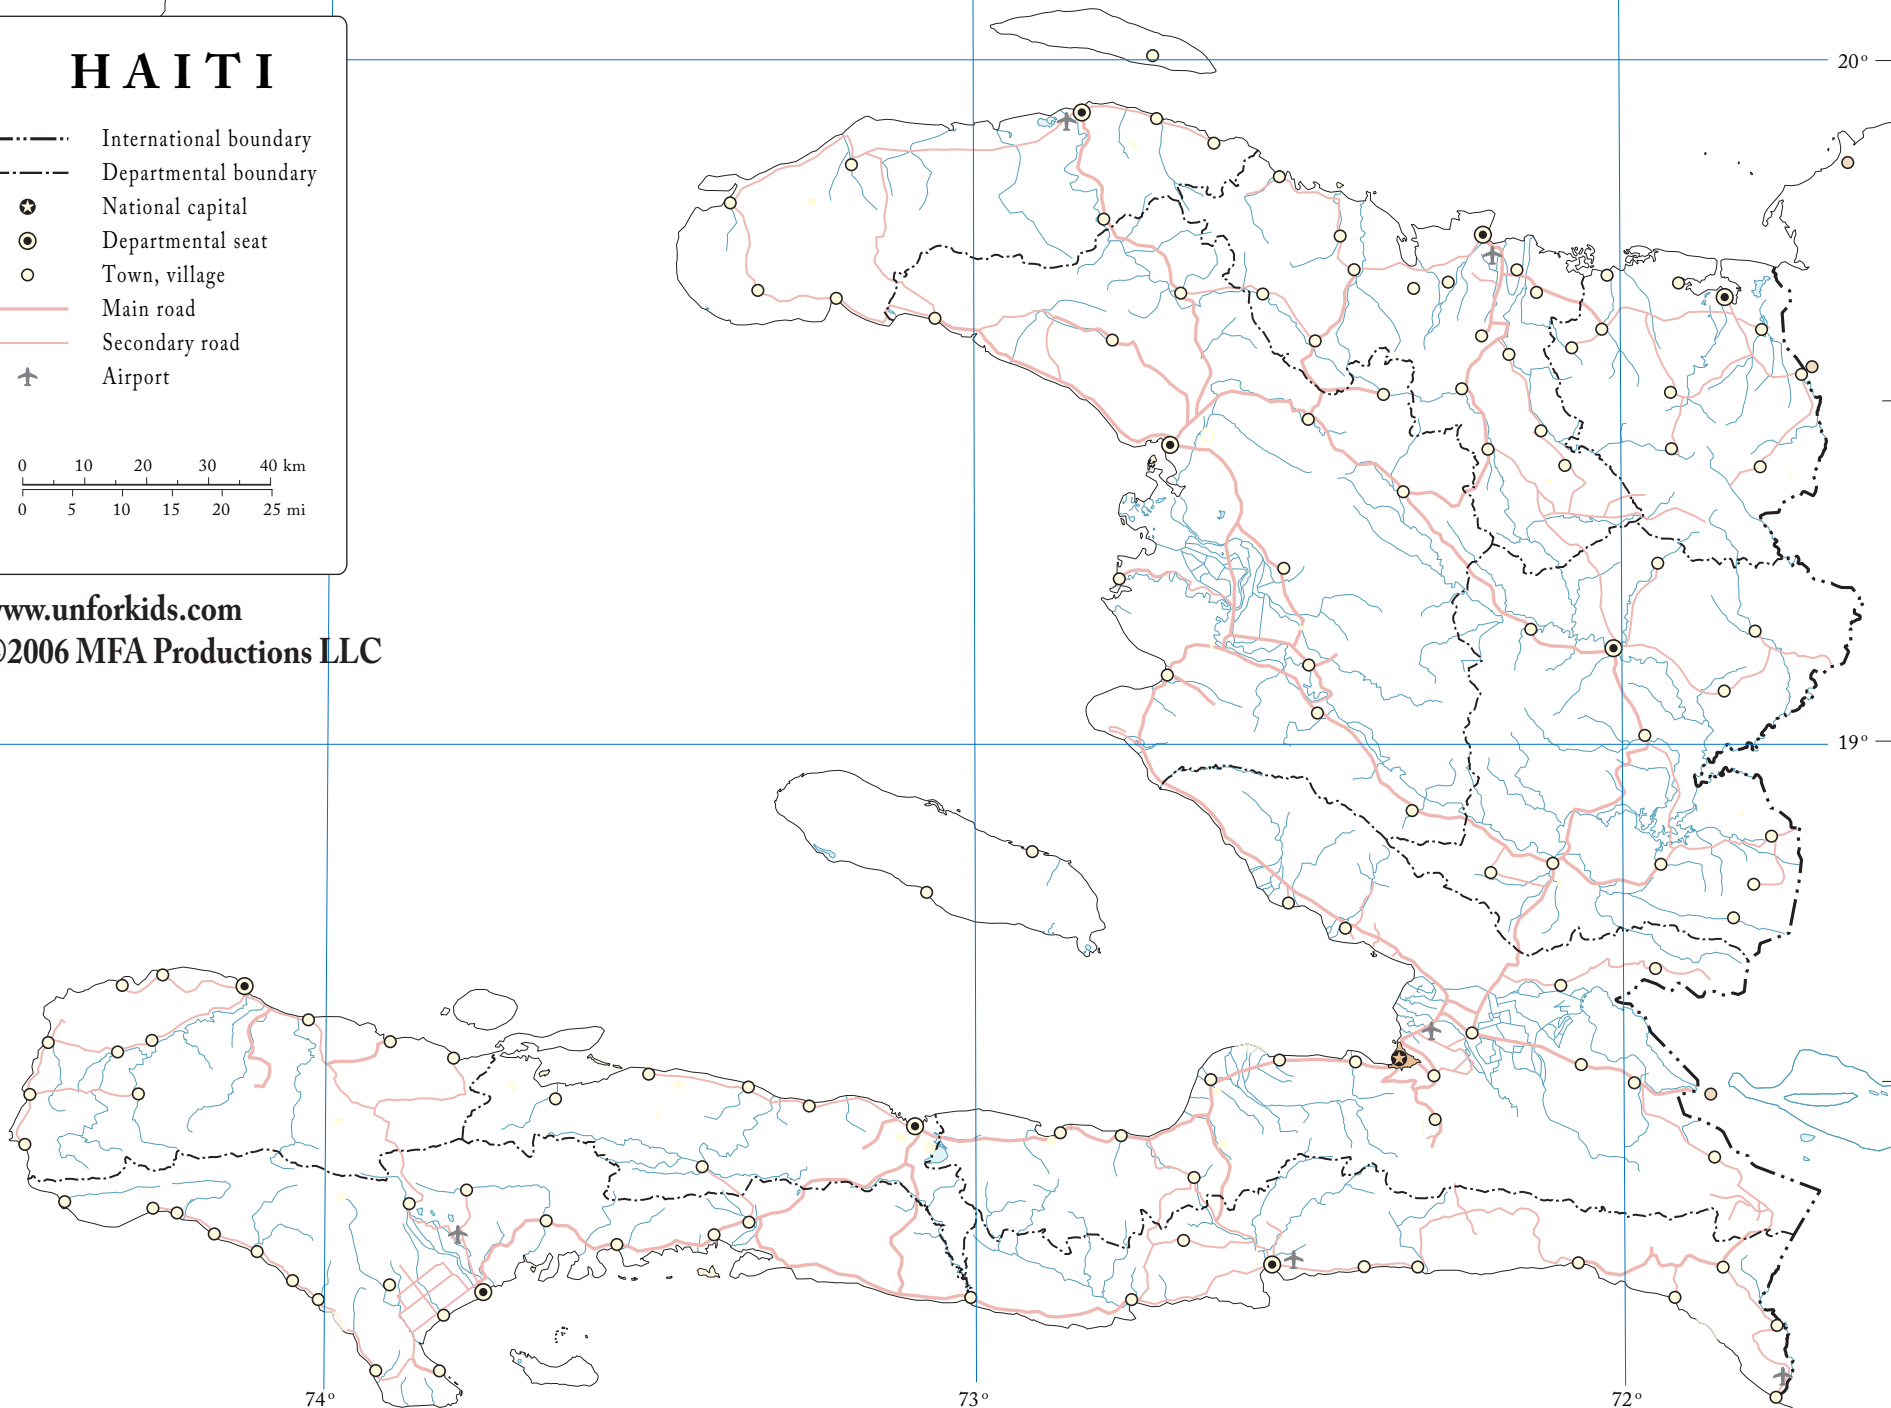 HAITI
International boundary
Departmental boundary
National capital
Departmental seat
Town, village
Main road
Secondary road
Airport
0 10 20 30 40 km
0 5 10 15 20 25 mi
www.unforkids.com
©2006 MFA Productions LLC
20°
19°
74° 73° 72°